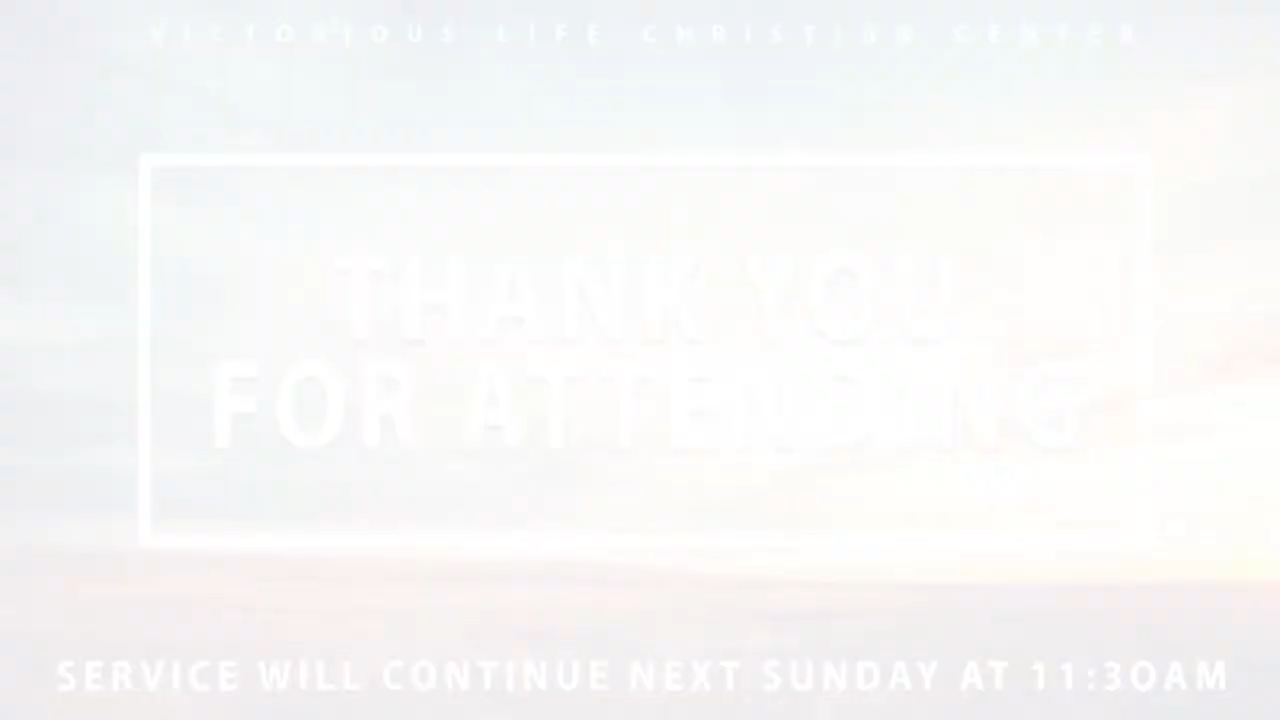 VICTORIOUS LIFE CHRISTIAN CENTER
THANK YOU
FOR ATTENDING
SERVICE WILL CONTINUE NEXT SUNDAY AT 11:30AM